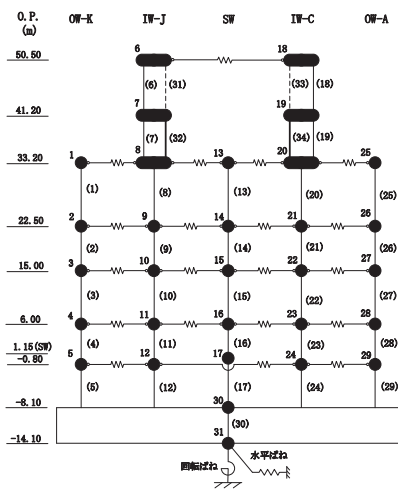 O.P. OW-K IW-J SW IW-C OW-A
(m)
6 18
50.50
(6) (31) (33) (18)
7 19
41.20
(7) (32) (34) (19)
33.20 1 8 13 20 25
(1) (8) (13) (20) (25)
22.50 2 9 14 21 26
(2) (9) (14) (21) (26)
15.00 3 10 15 22 27
(3) (10) (15) (22) (27)
6.00 4 11 16 23 28
(4) (11) (16) (23) (28)
1.15(SW) 17
-0.80 5 12 24 29
(5) (12) (17) (24) (29)
-8.10 30
(30)
-14.10 31
水平ばね
回転ばね